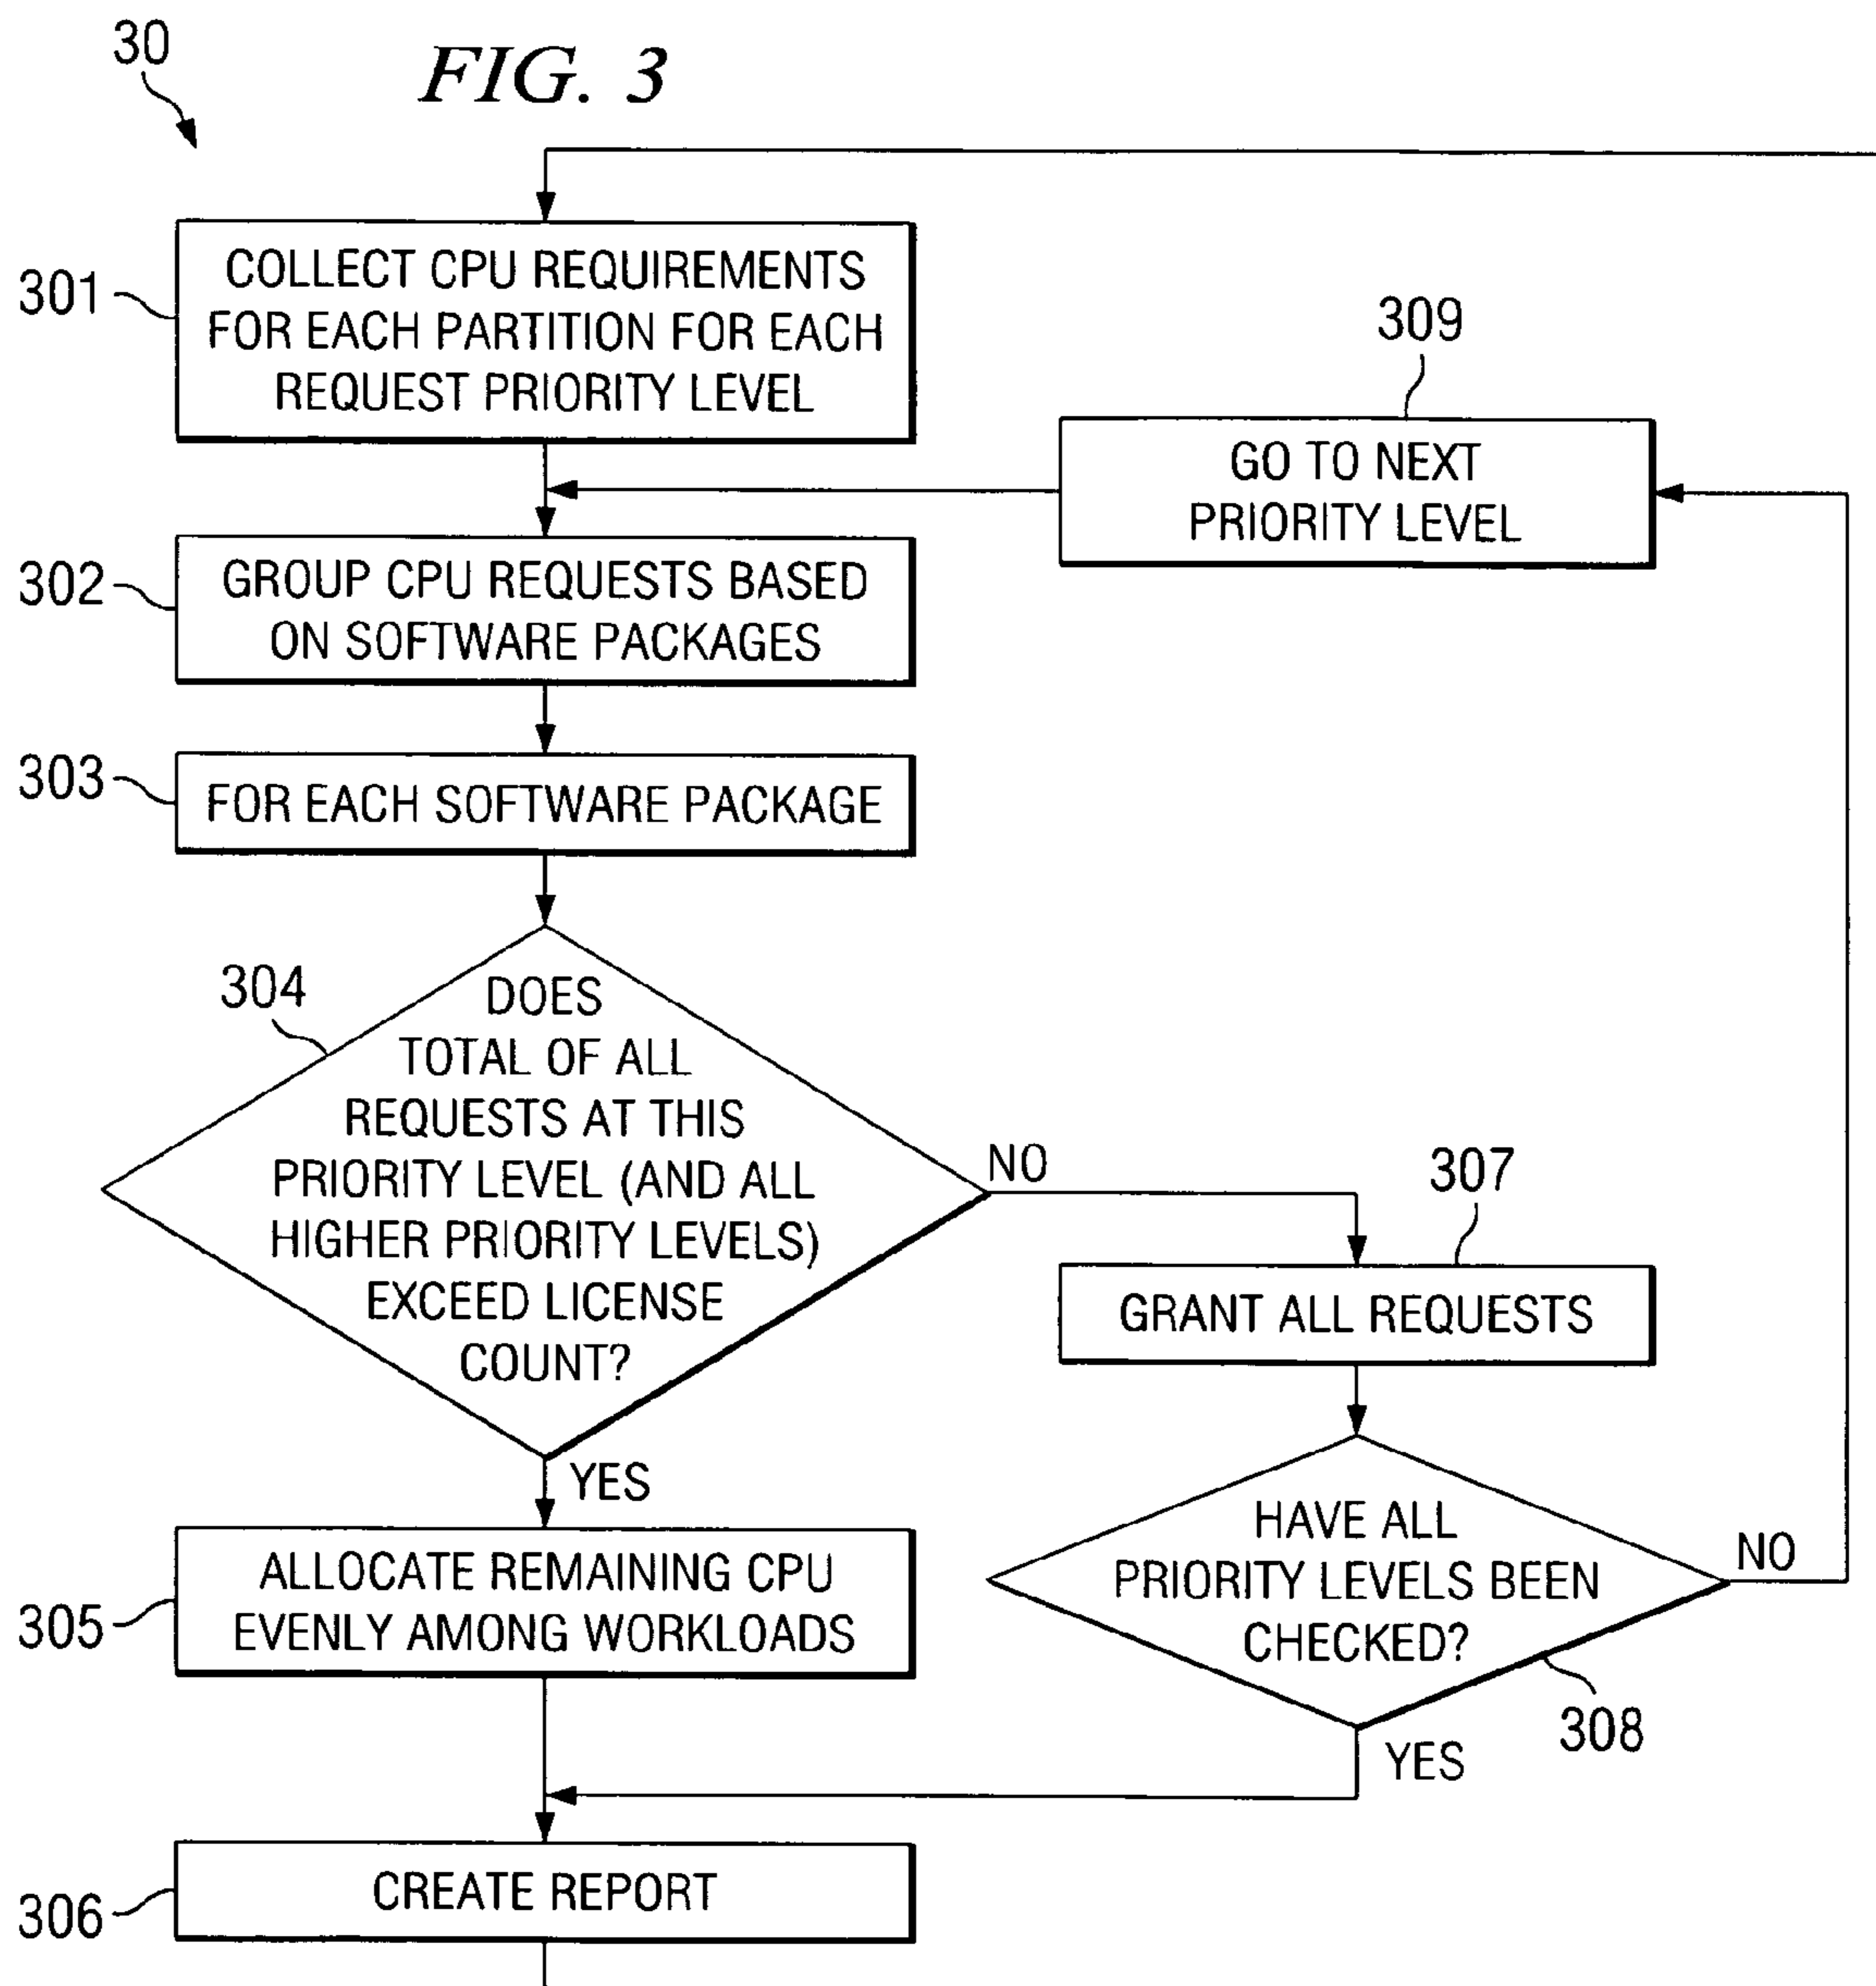 30
FIG. 3
301
COLLECT CPU REQUIREMENTS
FOR EACH PARTITION FOR EACH
REQUEST PRIORITY LEVEL
309
GO TO NEXT
PRIORITY LEVEL
302
GROUP CPU REQUESTS BASED
ON SOFTWARE PACKAGES
303
FOR EACH SOFTWARE PACKAGE
304
DOES
TOTAL OF ALL
REQUESTS AT THIS
PRIORITY LEVEL (AND ALL
HIGHER PRIORITY LEVELS)
EXCEED LICENSE
COUNT?
NO
307
GRANT ALL REQUESTS
YES
305
ALLOCATE REMAINING CPU
EVENLY AMONG WORKLOADS
HAVE ALL
PRIORITY LEVELS BEEN
CHECKED?
NO
308
YES
306
CREATE REPORT